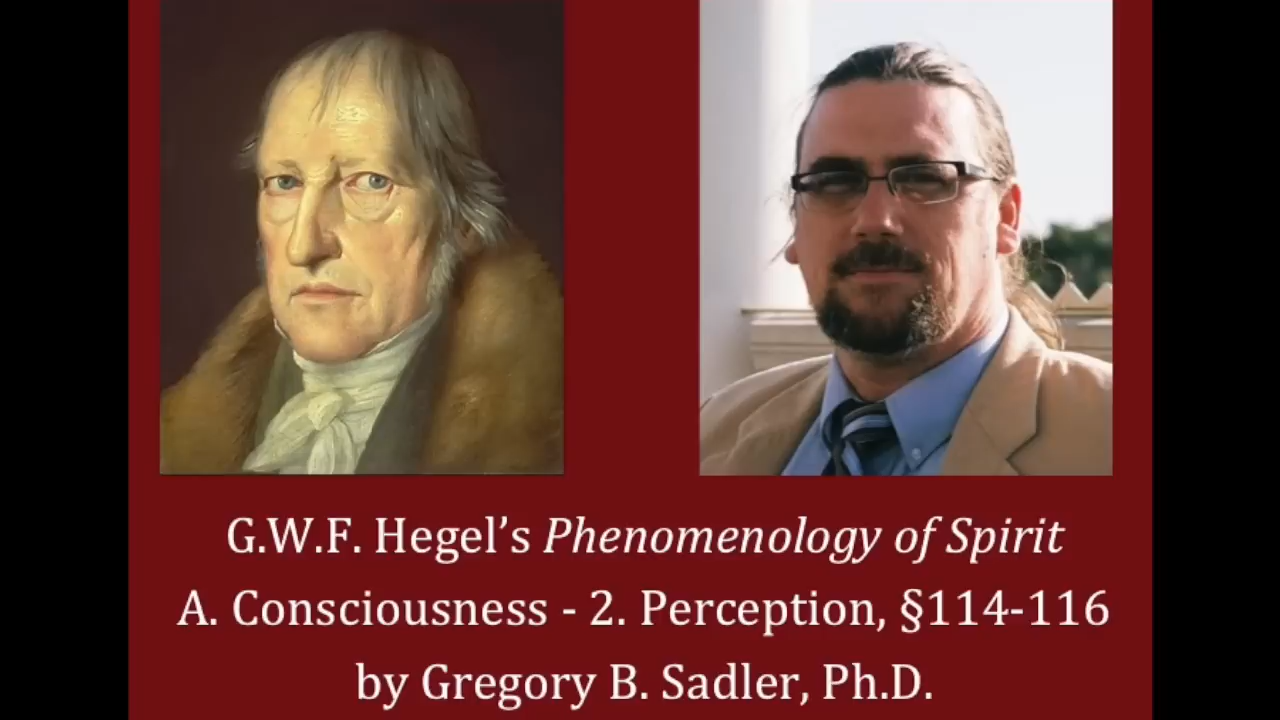 G.W.F. Hegel’s Phenomenology of Spirit
A. Consciousness - 2. Perception, §114-116
by Gregory B. Sadler, Ph.D.